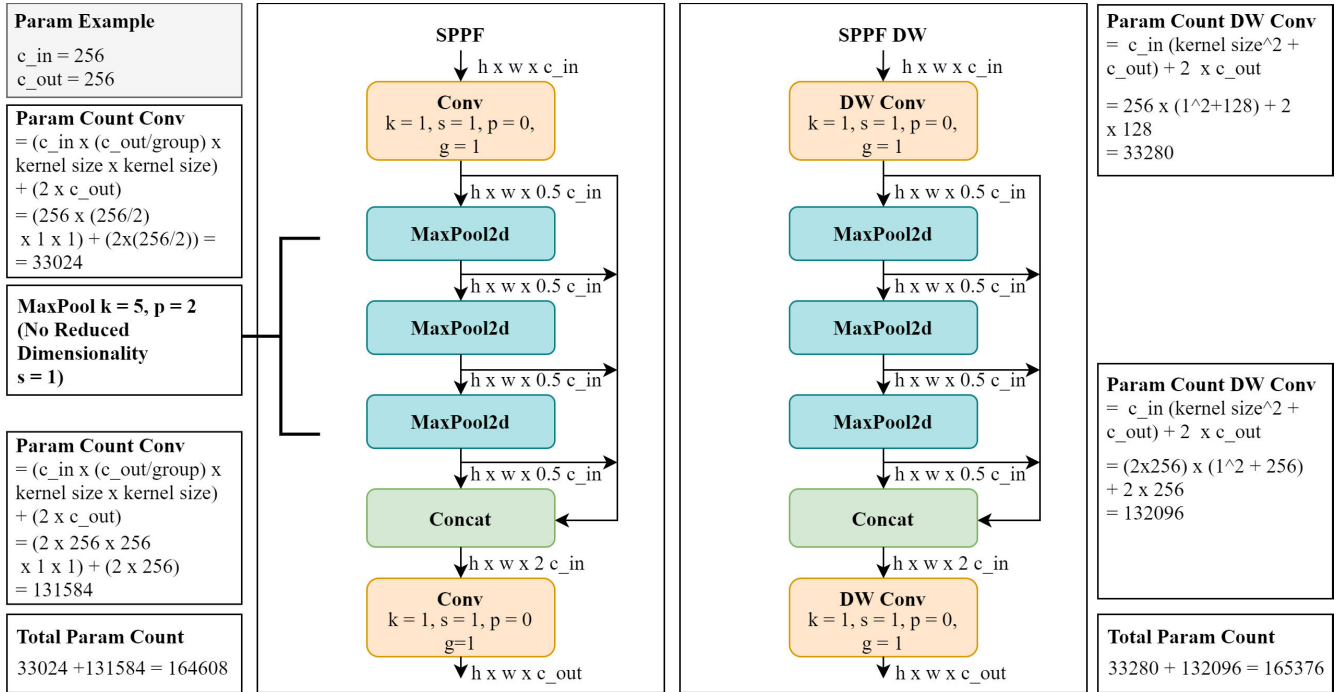 Param Example
c_in = 256
c_out = 256
Param Count Conv
= (c_in x (c_out/group) x
kernel size x kernel size)
+ (2 x c_out)
= (256 x (256/2)
x 1 x 1) + (2x(256/2)) =
= 33024
MaxPool k = 5, p = 2
(No Reduced
Dimensionality
s = 1)
Param Count Conv
= (c_in x (c_out/group) x
kernel size x kernel size)
+ (2 x c_out)
= (2 x 256 x 256
x 1 x 1) + (2 x 256)
= 131584
Total Param Count
33024 +131584 = 164608
SPPF
h x w x c_in
Conv
k = 1, s = 1, p = 0,
g = 1
h x w x 0.5 c_in
MaxPool2d
h x w x 0.5 c_in
MaxPool2d
h x w x 0.5 c_in
MaxPool2d
h x w x 0.5 c_in
Concat
h x w x 2 c_in
Conv
k = 1, s = 1, p = 0
g=1
h x w x c_out
SPPF DW
h x w x c_in
DW Conv
k = 1, s = 1, p = 0,
g = 1
h x w x 0.5 c_in
MaxPool2d
h x w x 0.5 c_in
MaxPool2d
h x w x 0.5 c_in
MaxPool2d
h x w x 0.5 c_in
Concat
h x w x 2 c_in
DW Conv
k = 1, s = 1, p = 0,
g = 1
h x w x c_out
Param Count DW Conv
= c_in (kernel size^2 +
c_out) + 2 x c_out
= 256 x (1^2+128) + 2
x 128
= 33280
Param Count DW Conv
= c_in (kernel size^2 +
c_out) + 2 x c_out
= (2x256) x (1^2 + 256)
+ 2 x 256
= 132096
Total Param Count
33280 + 132096 = 165376